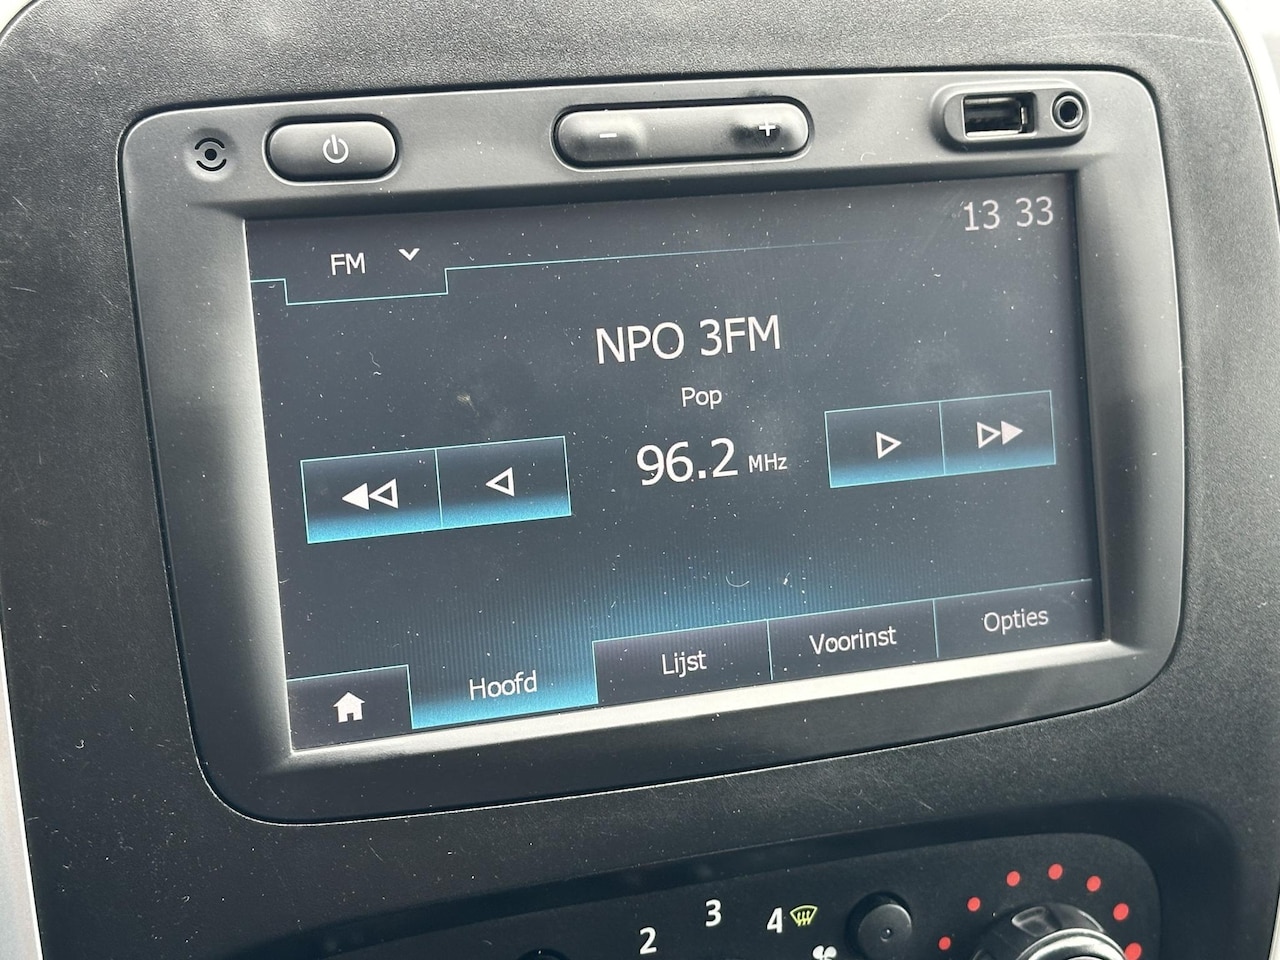 − +
13 33
FM
NPO 3FM
Pop
96.2 MHz
Hoofd Lijst Voorinst Opties
2 3 4